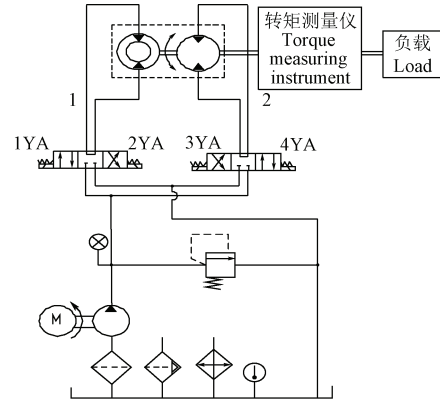 转矩测量仪
Torque
measuring
instrument
负载
Load
1
2
1YA
2YA
3YA
4YA
M